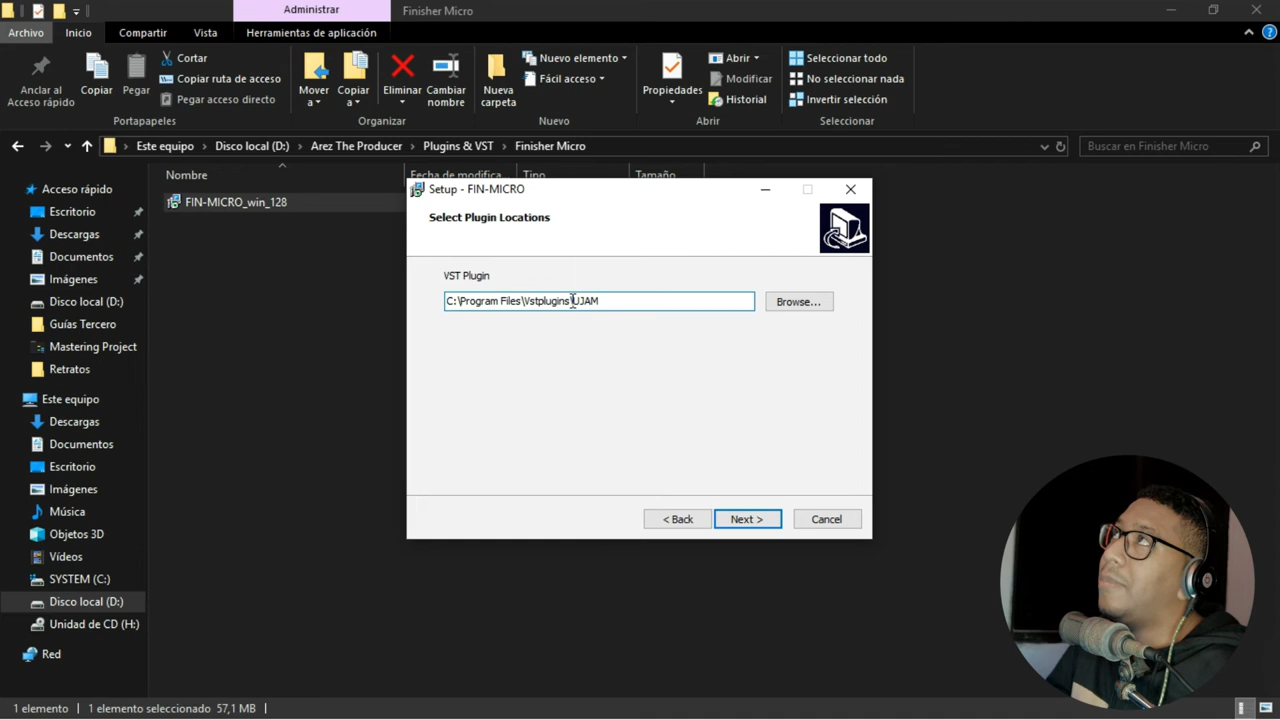 Administrar
Finisher Micro
Archivo
Inicio
Compartir
Vista
Herramientas de aplicación
Anclar al
Acceso rápido
Copiar
Pegar
Cortar
Copiar ruta de acceso
Pegar acceso directo
Portapapeles
Mover
a
Copiar
a
Eliminar
Cambiar
nombre
Organizar
Nueva
carpeta
Nuevo elemento
Fácil acceso
Nuevo
Propiedades
Abrir
Modificar
Historial
Abrir
Seleccionar todo
No seleccionar nada
Invertir selección
Seleccionar
Este equipo > Disco local (D:) > Arez The Producer > Plugins & VST > Finisher Micro
Buscar en Finisher Micro
Nombre
Fecha de modifica...
Tipo
Tamaño
FIN-MICRO_win_128
Acceso rápido
Escritorio
Descargas
Documentos
Imágenes
Disco local (D:)
Guías Tercero
Mastering Project
Retratos
Este equipo
Descargas
Documentos
Escritorio
Imágenes
Música
Objetos 3D
Vídeos
SYSTEM (C:)
Disco local (D:)
Unidad de CD (H:)
Red
Setup - FIN-MICRO
Select Plugin Locations
VST Plugin
C:\Program Files\Vstplugins\UJAM
Browse...
< Back
Next >
Cancel
1 elemento
1 elemento seleccionado 57,1 MB